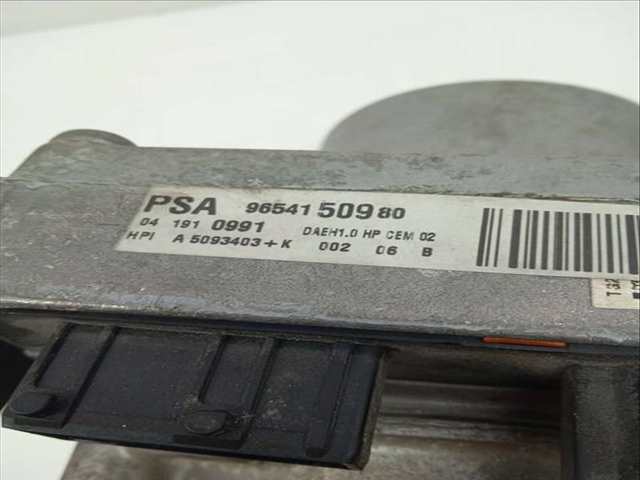 PSA 96541 509 80
04 191 0991 DAEH1.0 HP CEM 02
HPI A 5093403+K 002 06 B